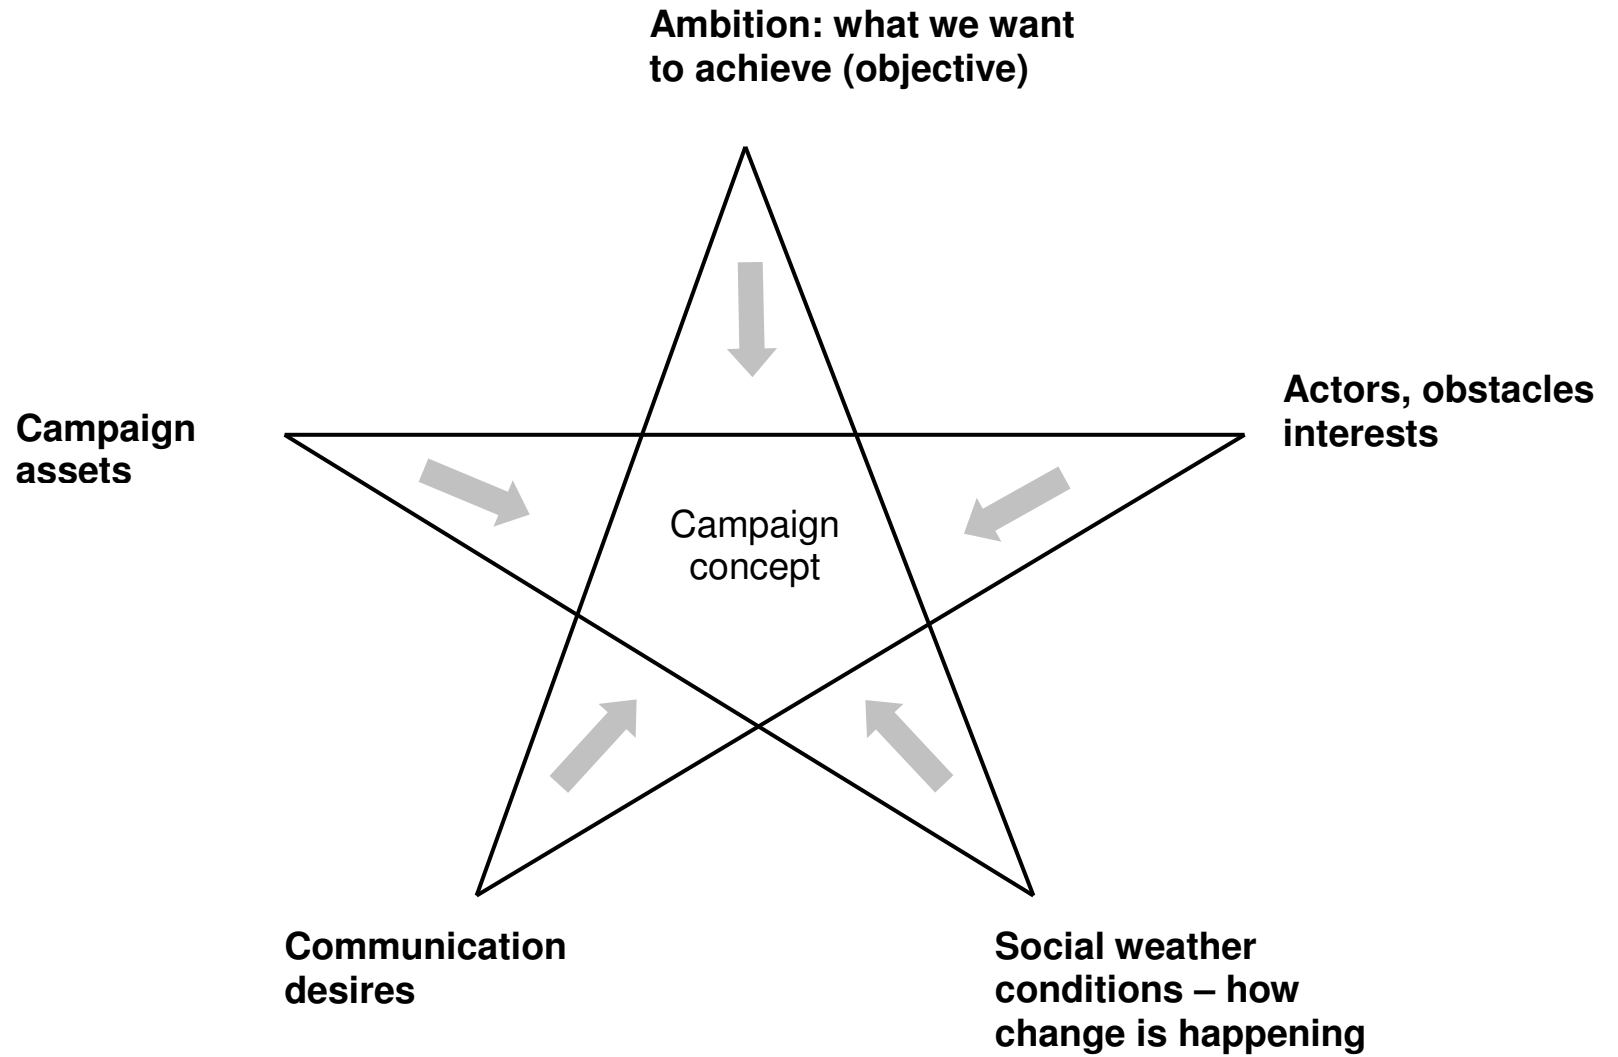 Ambition: what we want
to achieve (objective)
Actors, obstacles
interests
Campaign
assets
Campaign
concept
Communication
desires
Social weather
conditions – how
change is happening